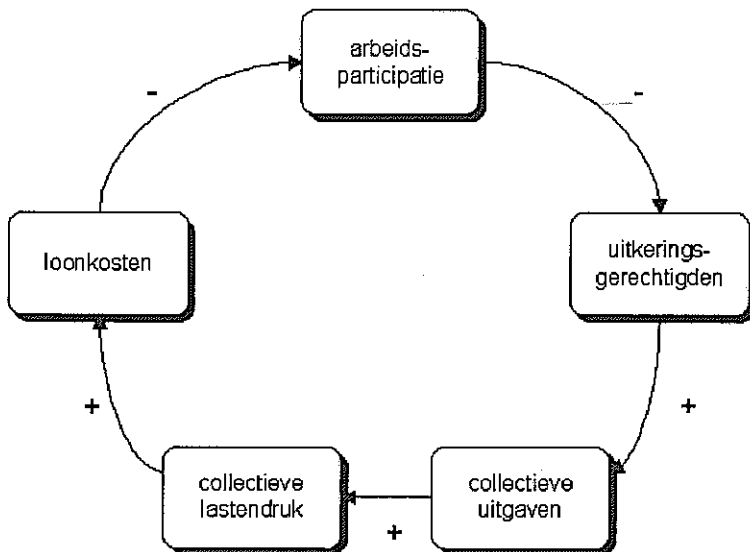 arbeids-
participatie
-
-
loonkosten
uitkerings-
gerechtigden
+
+
collectieve
lastendruk
+
collectieve
uitgaven